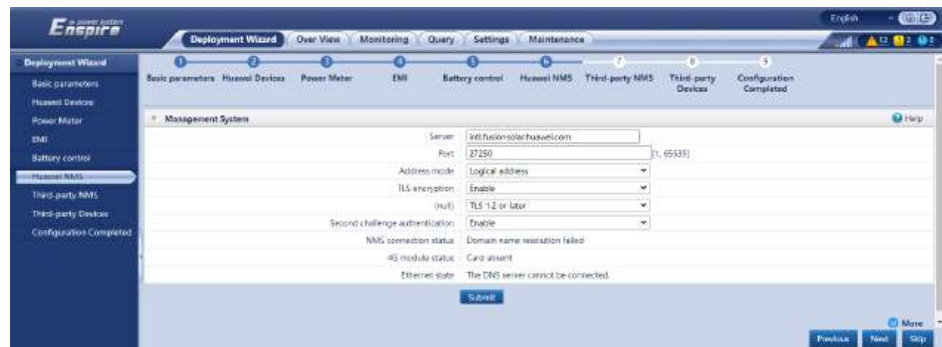 English
Enspire
Deployment Wizard Over View Monitoring Query Settings Maintenance
Deployment Wizard
Basic parameters
Huawei Devices
Power Meter
EMI
Battery control
Huawei NMS
Third-party NMS
Third-party Devices
Configuration Completed
1 2 3 4 5 6 7 8 9
Basic parameters Huawei Devices Power Meter EMI Battery control Huawei NMS Third-party NMS Third-party Devices Configuration Completed
Management System Help
Server intl.fusionsolar.huawei.com
Port 27250 [1, 65535]
Address mode Logical address
TLS encryption Enable
(null) TLS 1.2 or later
Second challenge authentication Enable
NMS connection status Domain name resolution failed
4G module status Card absent
Ethernet state The DNS server cannot be connected.
Submit
More
Previous Next Skip